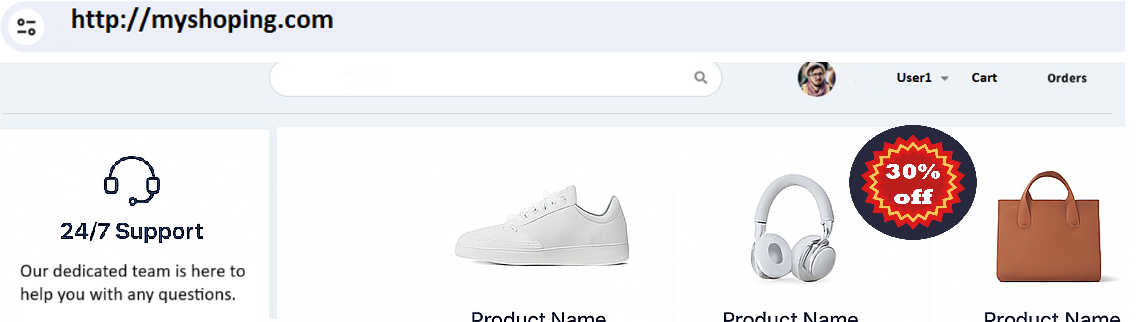 http://myshoping.com
User1 Cart Orders
24/7 Support
Our dedicated team is here to
help you with any questions.
30%
off
Product Name Product Name Product Name